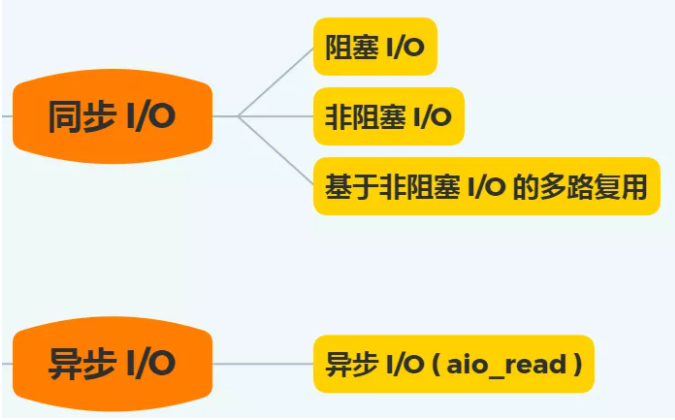 同步 I/O
阻塞 I/O
非阻塞 I/O
基于非阻塞 I/O 的多路复用
异步 I/O
异步 I/O ( aio_read )